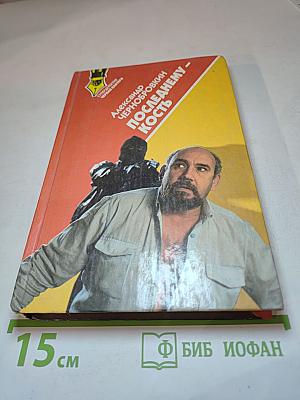 Александр
ЧЕРНОБРОВКИН
ПОСЛЕДНЕМУ –
КОСТЬ
15 см
Ф БИБ ИОФАН